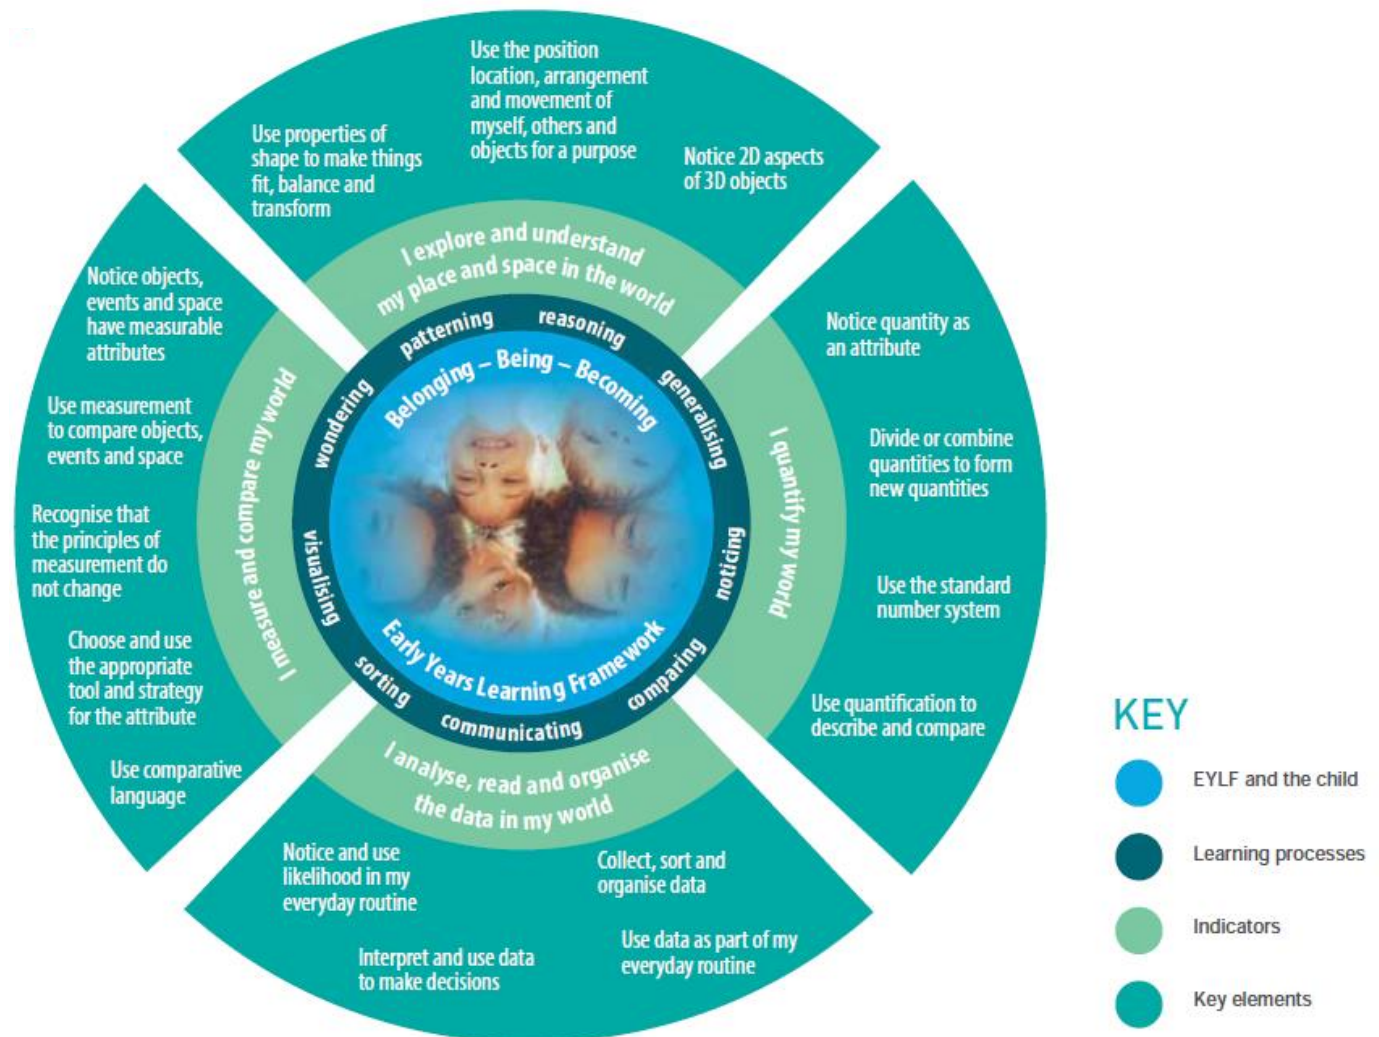 Use the position
location, arrangement
and movement of
myself, others and
objects for a purpose
Use properties of
shape to make things
fit, balance and
transform
Notice 2D aspects
of 3D objects
I explore and understand
my place and space in the world
Notice objects,
events and space
have measurable
attributes
Use measurement
to compare objects,
events and space
Recognise that
the principles of
measurement do
not change
Choose and use
the appropriate
tool and strategy
for the attribute
Use comparative
language
I measure and compare my world
Notice quantity as
an attribute
Divide or combine
quantities to form
new quantities
Use the standard
number system
Use quantification to
describe and compare
I quantify my world
patterning
reasoning
generalising
noticing
comparing
communicating
sorting
visualising
wondering
Belonging – Being – Becoming
Early Years Learning Framework
I analyse, read and organise
the data in my world
Notice and use
likelihood in my
everyday routine
Collect, sort and
organise data
Interpret and use data
to make decisions
Use data as part of my
everyday routine
KEY
EYLF and the child
Learning processes
Indicators
Key elements